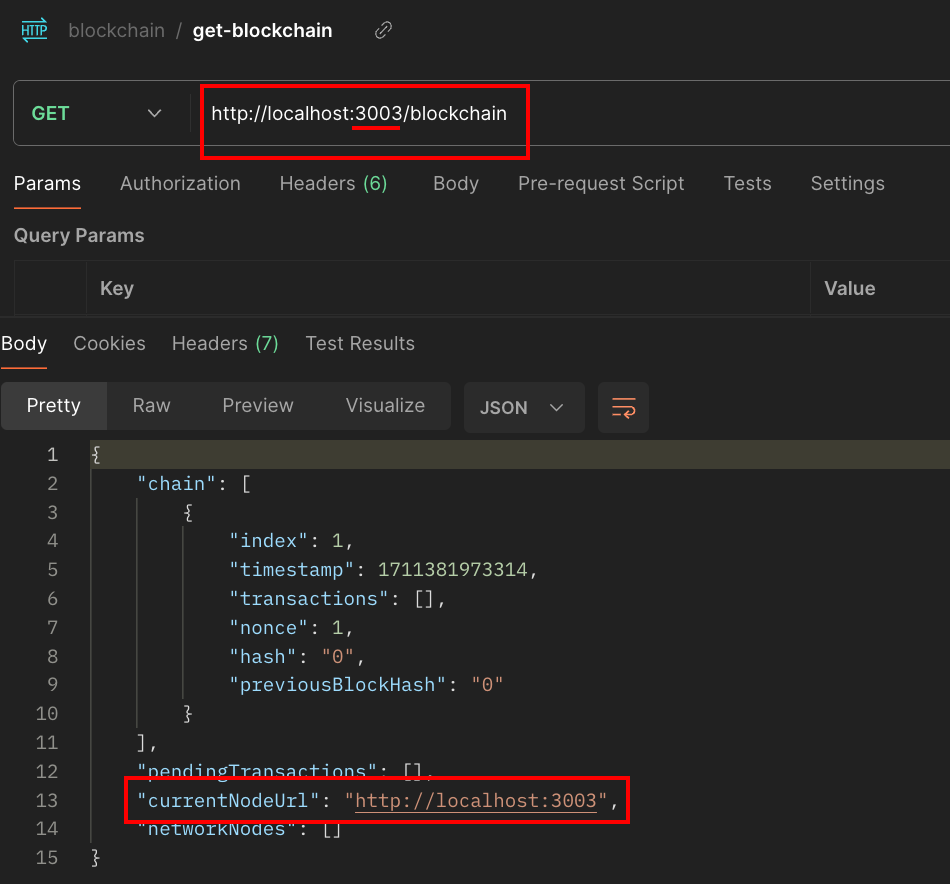 HTTP blockchain / get-blockchain
GET http://localhost:3003/blockchain
Params Authorization Headers (6) Body Pre-request Script Tests Settings
Query Params
Key Value
Body Cookies Headers (7) Test Results
Pretty Raw Preview Visualize JSON
1 {
2 "chain": [
3 {
4 "index": 1,
5 "timestamp": 1711381973314,
6 "transactions": [],
7 "nonce": 1,
8 "hash": "0",
9 "previousBlockHash": "0"
10 }
11 ],
12 "pendingTransactions": [],
13 "currentNodeUrl": "http://localhost:3003",
14 "networkNodes": []
15 }